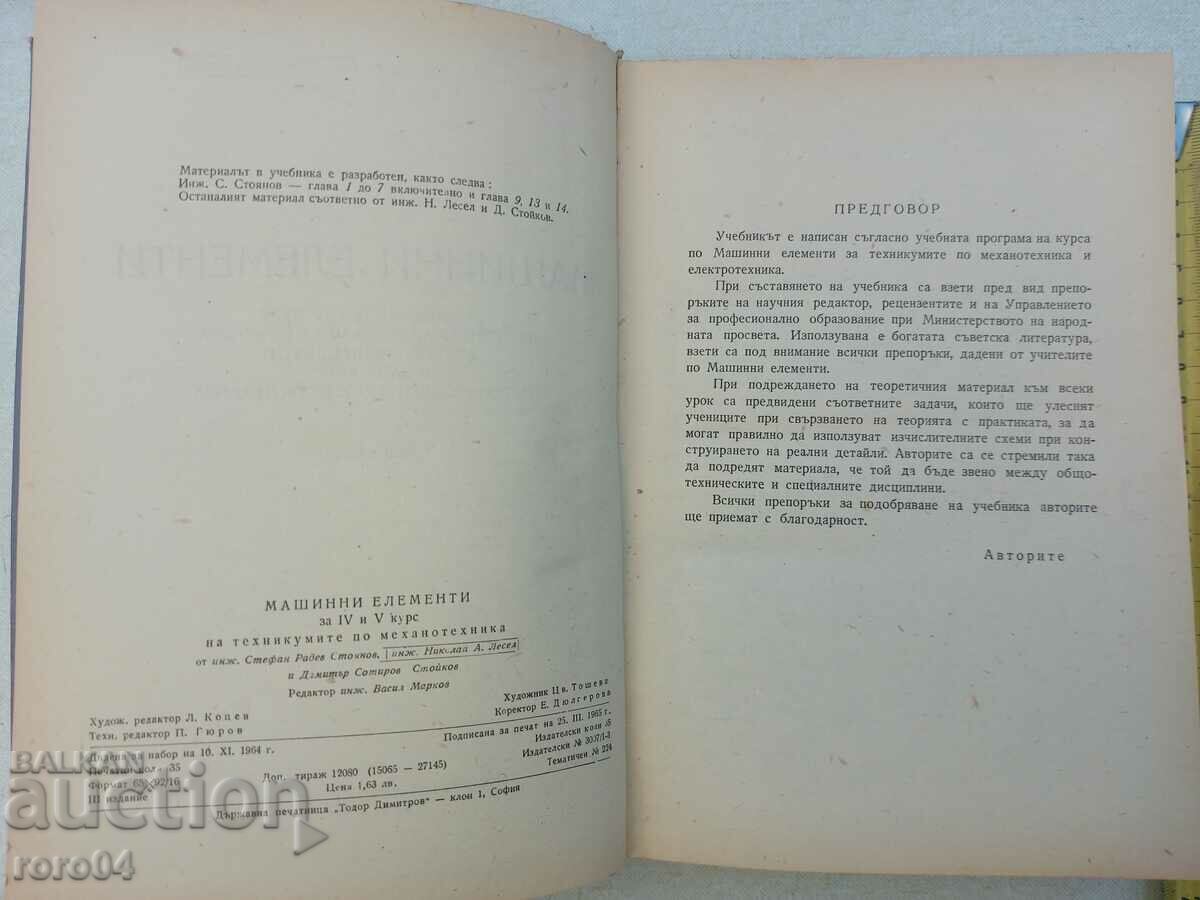 Материалът в учебника е разработен, както следва:
Инж. С. Стоянов — глава 1 до 7 включително и глава 9, 13 и 14.
Останалият материал съответно от инж. Н. Лесел и Д. Стойков.
МАШИННИ ЕЛЕМЕНТИ
за IV и V курс
на техникумите по механотехника
от инж. Стефан Радев Стоянов, инж. Николай А. Лесел
и Димитър Сотиров Стойков
Редактор инж. Васил Марков
Худож. редактор Л. Коцев
Техн. редактор П. Гюров
Художник Цв. Тошева
Коректор Е. Дюлгерова
Дадена за набор на 10. XI. 1964 г.
Печатни коли 35
Формат 65×92/16
III издание
Подписана за печат на 25. III. 1965 г.
Издателски коли
Издателски № 3037/1-3
Тематичен № 224
Доп. тираж 12080 (15065 — 27145)
Цена 1,63 лв.
Държавна печатница „Тодор Димитров" — клон 1, София
ПРЕДГОВОР
Учебникът е написан съгласно учебната програма на курса
по Машинни елементи за техникумите по механотехника и
електротехника.
При съставянето на учебника са взети пред вид препо-
ръките на научния редактор, рецензентите и на Управлението
за професионално образование при Министерството на народ-
ната просвета. Използувана е богатата съветска литература,
взети са под внимание всички препоръки, дадени от учителите
по Машинни елементи.
При подреждането на теоретичния материал към всеки
урок са предвидени съответните задачи, които ще улеснят
учениците при свързването на теорията с практиката, за да
могат правилно да използуват изчислителните схеми при кон-
струирането на реални детайли. Авторите са се стремили така
да подредят материала, че той да бъде звено между общо-
техническите и специалните дисциплини.
Всички препоръки за подобряване на учебника авторите
ще приемат с благодарност.
Авторите
BALKAN
auction
roro04